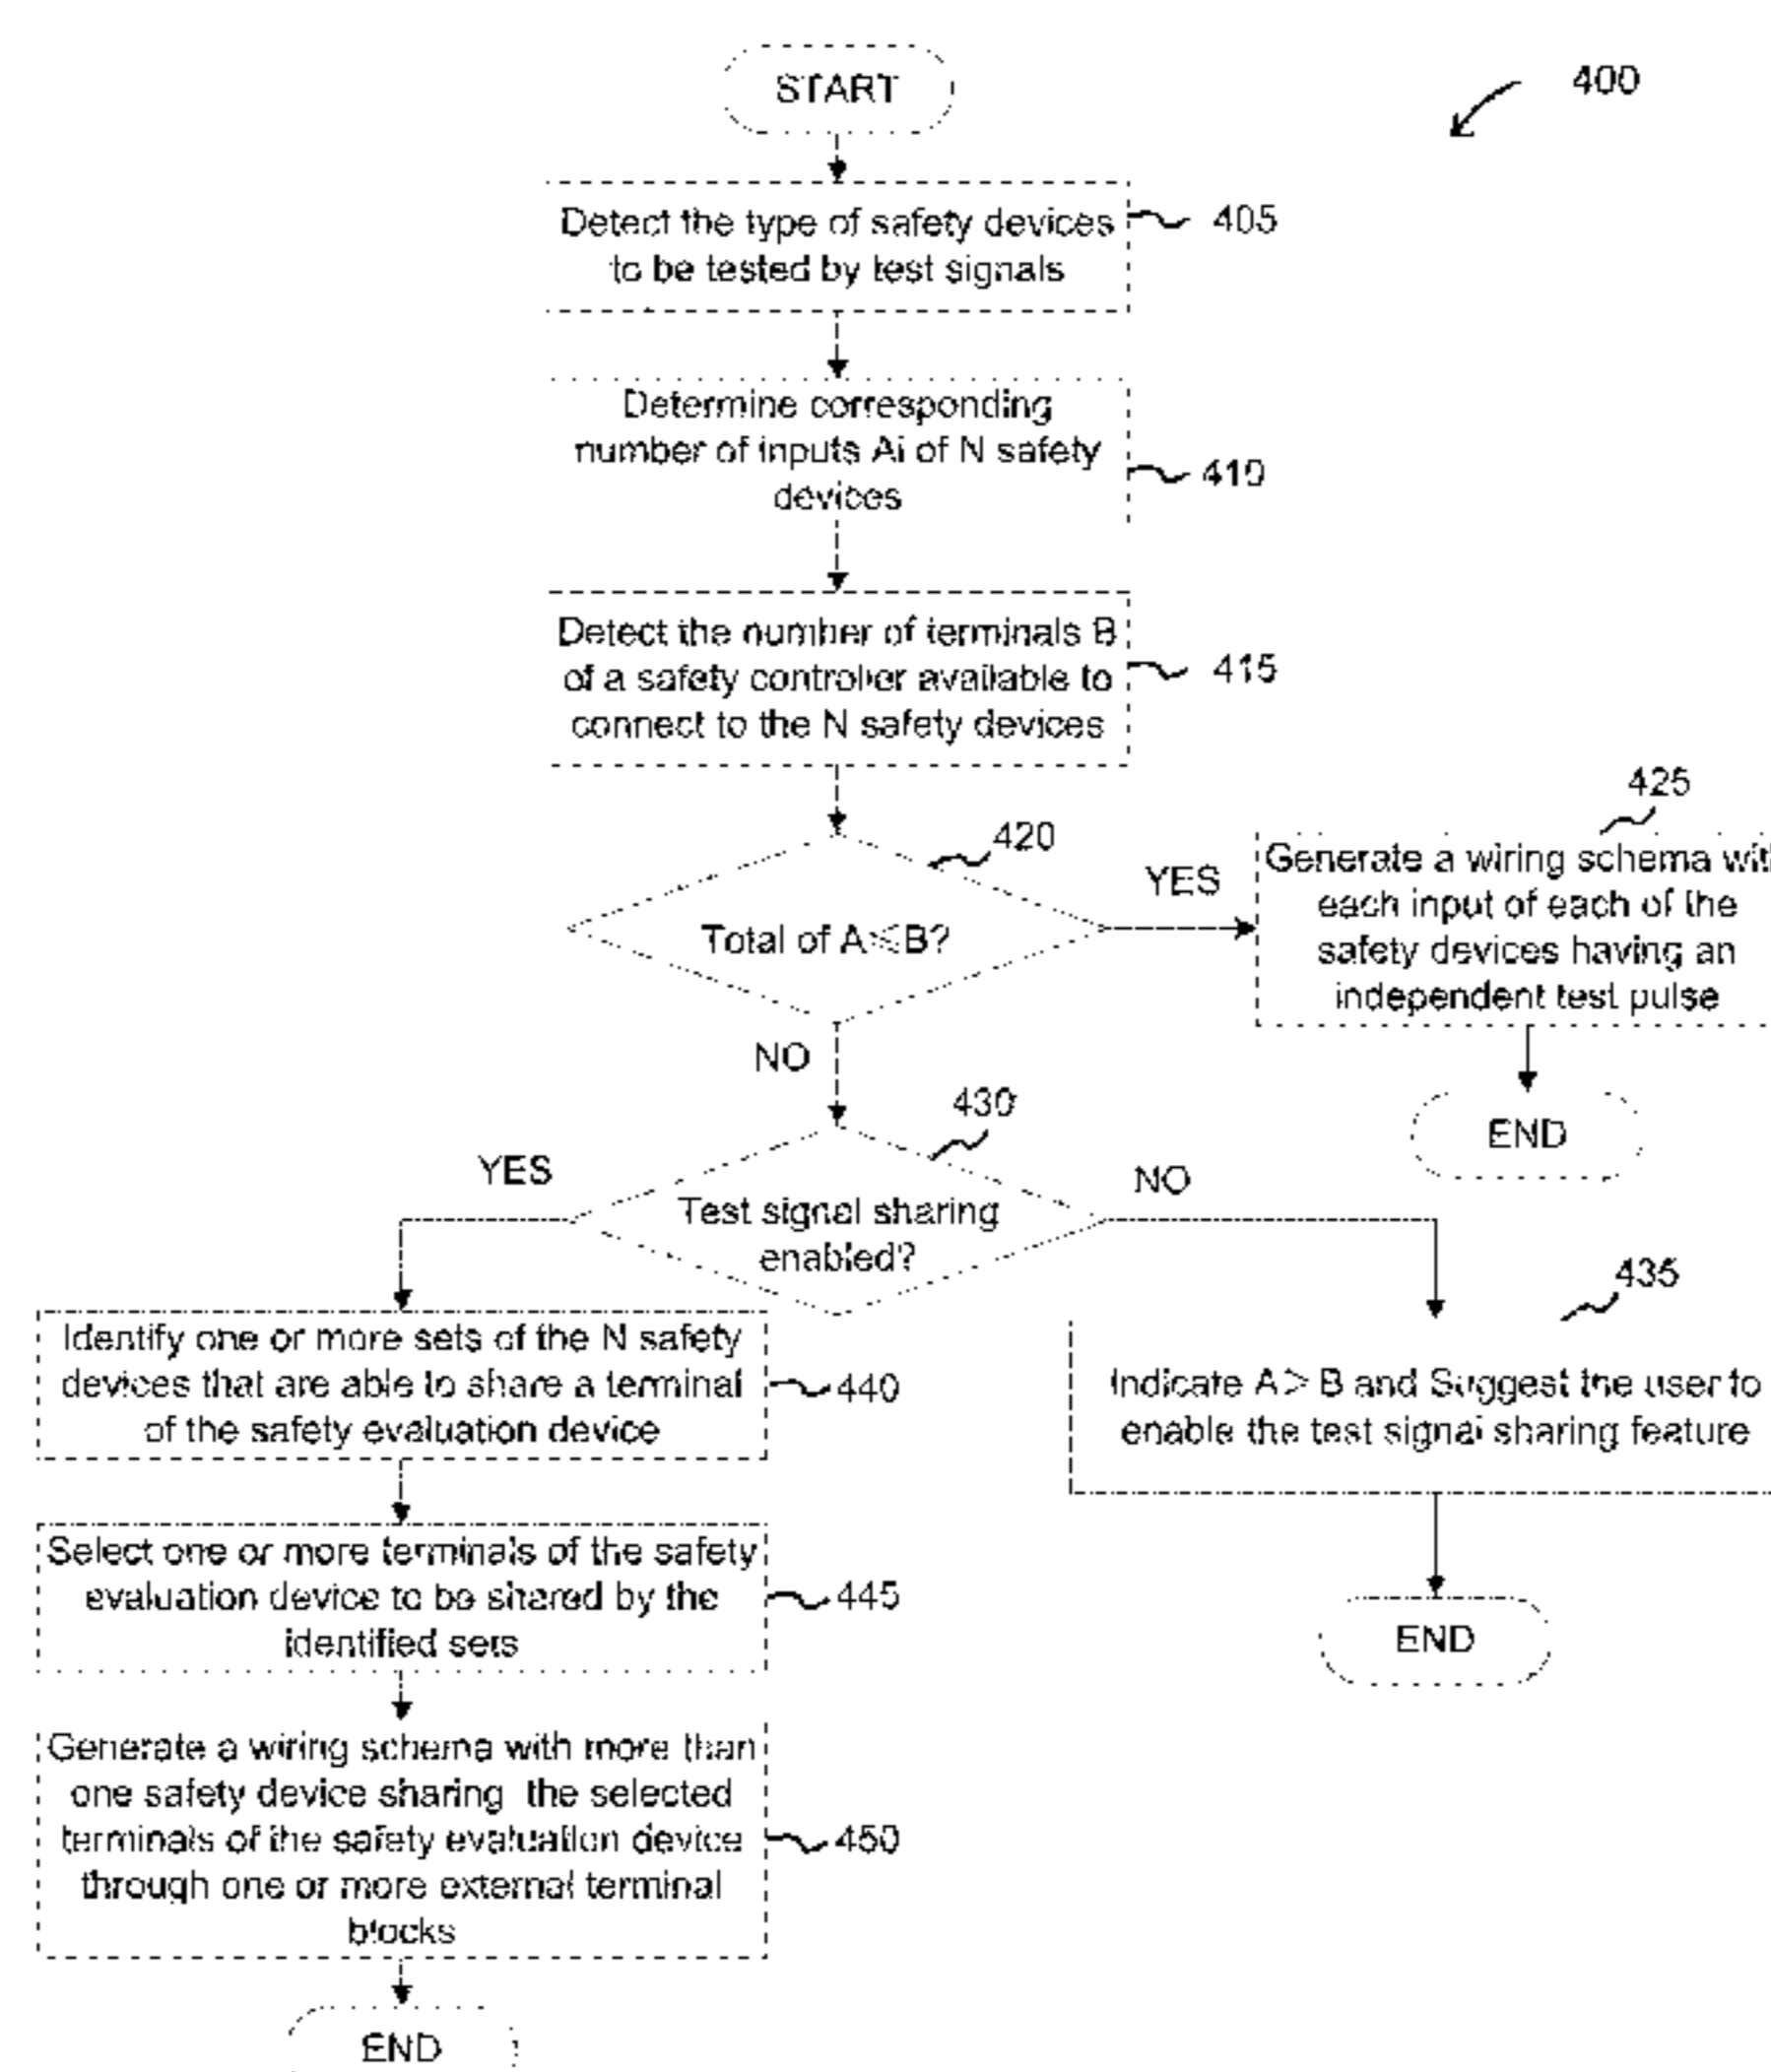 START
400
Detect the type of safety devices
to be tested by test signals
405
Determine corresponding
number of inputs Ai of N safety
devices
410
Detect the number of terminals B
of a safety controller available to
connect to the N safety devices
415
420
Total of A≤B?
YES
425
Generate a wiring schema wit
each input of each of the
safety devices having an
independent test pulse
END
NO
430
Test signal sharing
enabled?
YES
NO
435
Indicate A> B and Suggest the user to
enable the test signal sharing feature
END
Identify one or more sets of the N safety
devices that are able to share a terminal
of the safety evaluation device
440
Select one or more terminals of the safety
evaluation device to be shared by the
identified sets
445
Generate a wiring schema with more than
one safety device sharing the selected
terminals of the safety evaluation device
through one or more external terminal
blocks
450
END